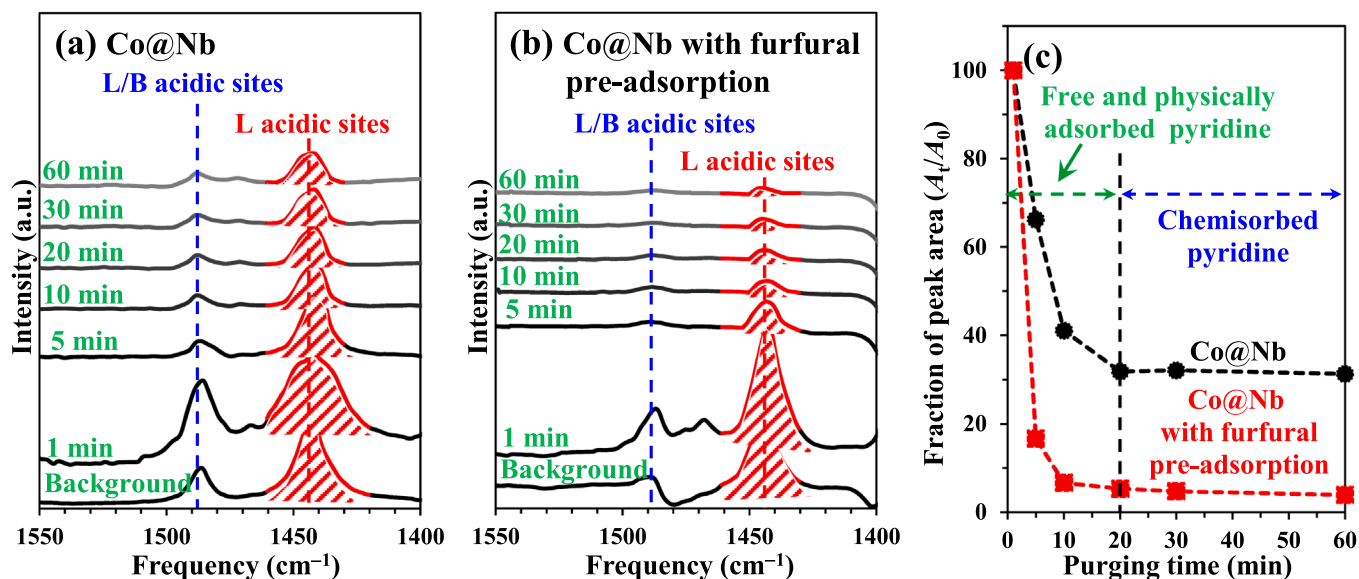 (a) Co@Nb
L/B acidic sites
L acidic sites
60 min
30 min
20 min
10 min
5 min
1 min
Background
Intensity (a.u.)
1550
1500
1450
1400
Frequency (cm⁻¹)
(b) Co@Nb with furfural
pre-adsorption
L/B acidic sites
L acidic sites
60 min
30 min
20 min
10 min
5 min
1 min
Background
Intensity (a.u.)
1550
1500
1450
1400
Frequency (cm⁻¹)
(c)
Free and physically
adsorbed pyridine
Chemisorbed
pyridine
Co@Nb
Co@Nb
with furfural
pre-adsorption
Fraction of peak area (At/A0)
100
80
60
40
20
0
0
10
20
30
40
50
60
Purging time (min)